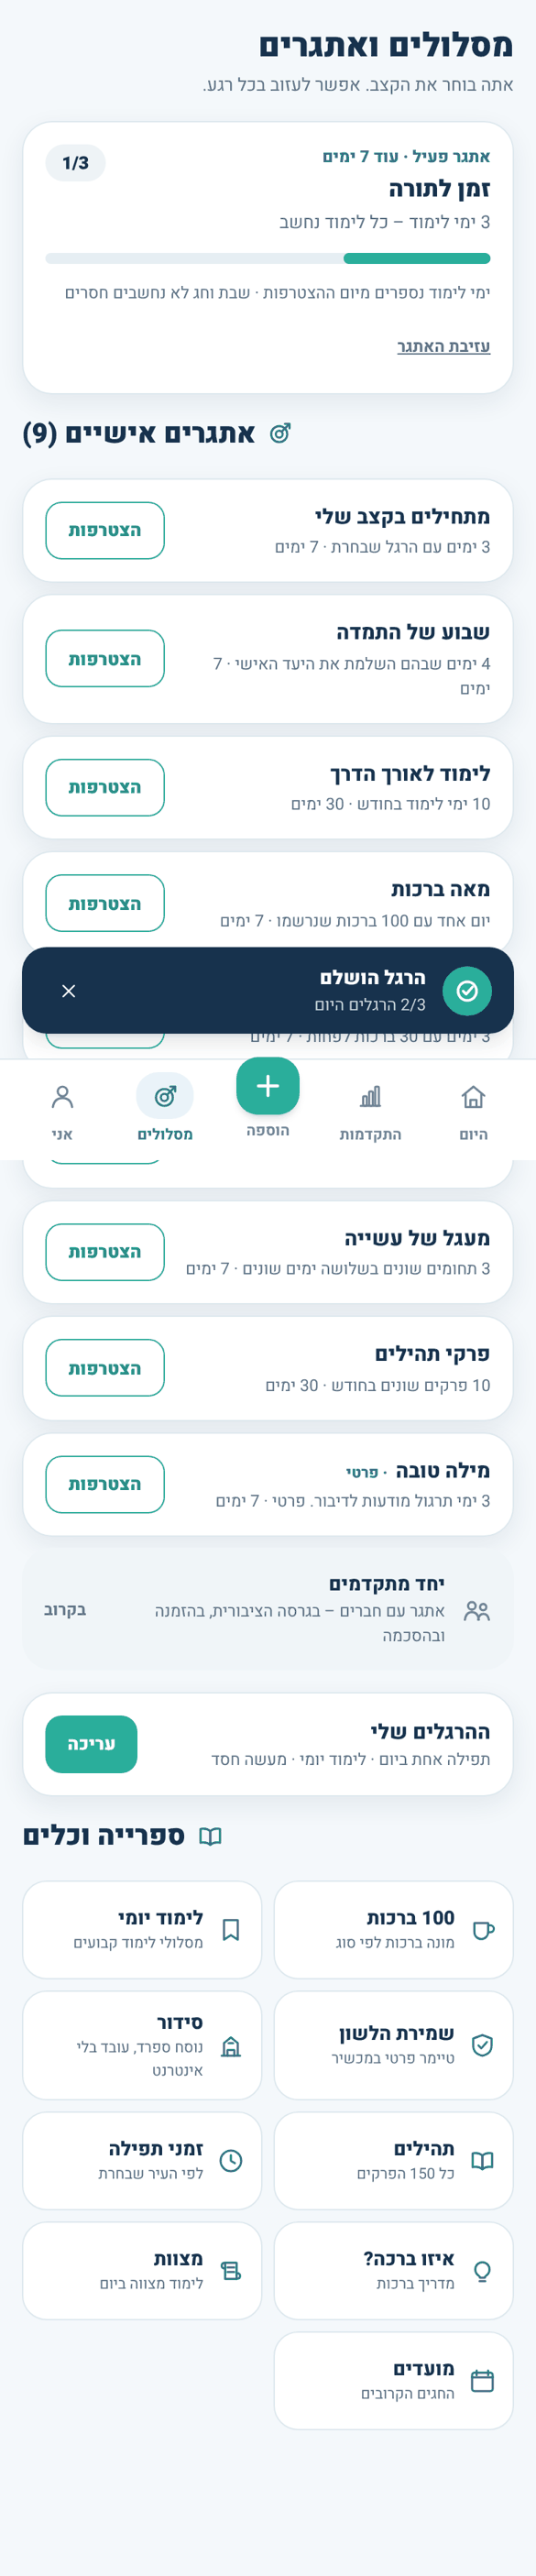 מסלולים ואתגרים
אתה בוחר את הקצב. אפשר לעזוב בכל רגע.
אתגר פעיל · עוד 7 ימים
1/3
זמן לתורה
3 ימי לימוד – כל לימוד נחשב
ימי לימוד נספרים מיום ההצטרפות · שבת וחג לא נחשבים חסרים
עזיבת האתגר
אתגרים אישיים (9)
מתחילים בקצב שלי
3 ימים עם הרגל שבחרת · 7 ימים
הצטרפות
שבוע של התמדה
4 ימים שבהם השלמת את היעד האישי · 7
ימים
הצטרפות
לימוד לאורך הדרך
10 ימי לימוד בחודש · 30 ימים
הצטרפות
מאה ברכות
יום אחד עם 100 ברכות שנרשמו · 7 ימים
הצטרפות
הרגל הושלם
2/3 הרגלים היום
3 ימים עם 30 ברכות לפחות · 7 ימים
היום
התקדמות
הוספה
מסלולים
אני
מעגל של עשייה
3 תחומים שונים בשלושה ימים שונים · 7 ימים
הצטרפות
פרקי תהילים
10 פרקים שונים בחודש · 30 ימים
הצטרפות
מילה טובה · פרטי
3 ימי תרגול מודעות לדיבור. פרטי · 7 ימים
הצטרפות
יחד מתקדמים
אתגר עם חברים – בגרסה הציבורית, בהזמנה
ובהסכמה
בקרוב
ההרגלים שלי
תפילה אחת ביום · לימוד יומי · מעשה חסד
עריכה
ספרייה וכלים
100 ברכות
מונה ברכות לפי סוג
לימוד יומי
מסלולי לימוד קבועים
שמירת הלשון
טיימר פרטי במכשיר
סידור
נוסח ספרד, עובד בלי
אינטרנט
תהילים
כל 150 הפרקים
זמני תפילה
לפי העיר שבחרת
איזו ברכה?
מדריך ברכות
מצוות
לימוד מצווה ביום
מועדים
החגים הקרובים